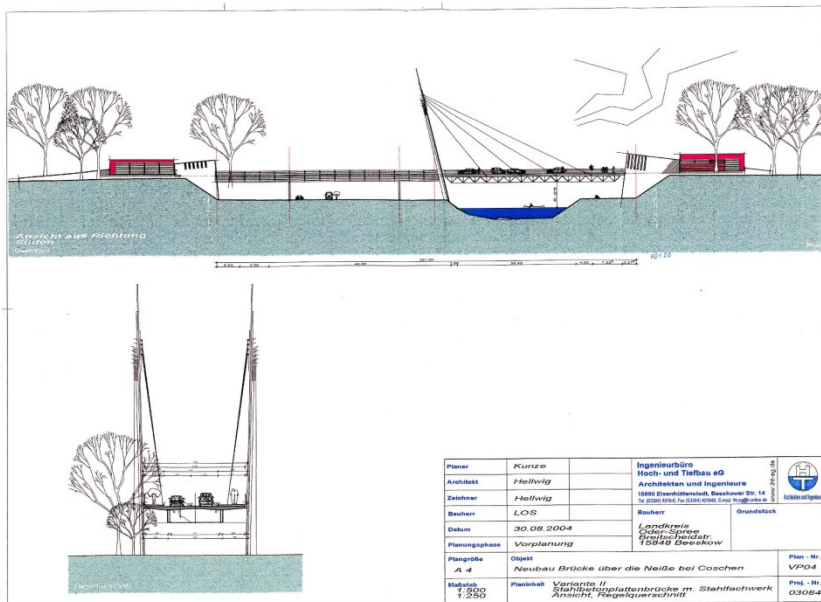 Ansicht aus Richtung
Süden
101.00
Planer Kunze
Architekt Hellwig
Zeichner Hellwig
Bauherr LOS
Datum 30.08.2004
Planungsphase Vorplanung
Ingenieurbüro
Hoch- und Tiefbau eG
Architekten und Ingenieure
15890 Eisenhüttenstadt, Beeskower Str. 14
Bauherr Grundstück
Landkreis
Oder-Spree
Breitscheidstr.
15848 Beeskow
Plangröße Objekt Plan - Nr.
A 4 Neubau Brücke über die Neiße bei Coschen VP04
Maßstab Planinhalt Variante II Proj. - Nr.
1:500 Stahlbetonplattenbrücke m. Stahlfachwerk 03084
1:250 Ansicht, Regelquerschnitt